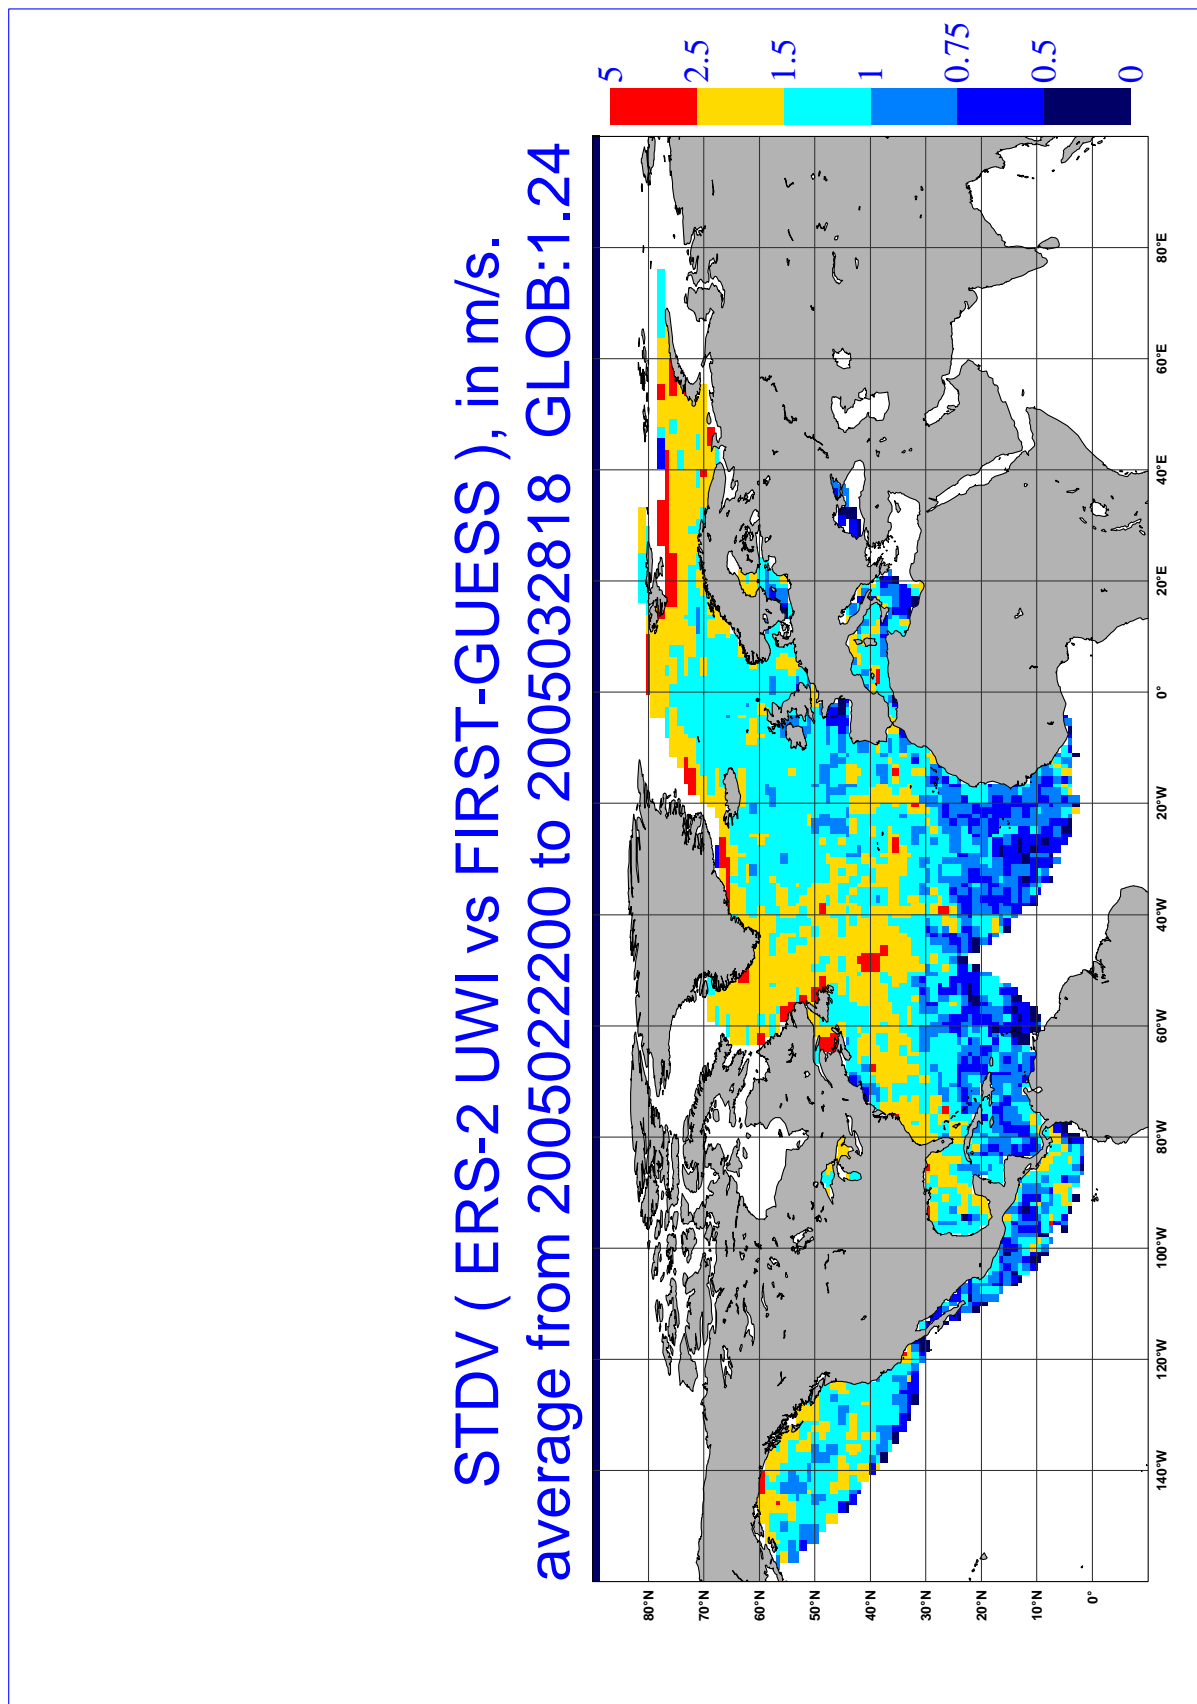 STDV ( ERS-2 UWI vs FIRST-GUESS ), in m/s.
average from 2005022200 to 2005032818 GLOB:1.24
5
2.5
1.5
1
0.75
0.5
0
80°N
70°N
60°N
50°N
40°N
30°N
20°N
10°N
0°
140°W
120°W
100°W
80°W
60°W
40°W
20°W
0°
20°E
40°E
60°E
80°E